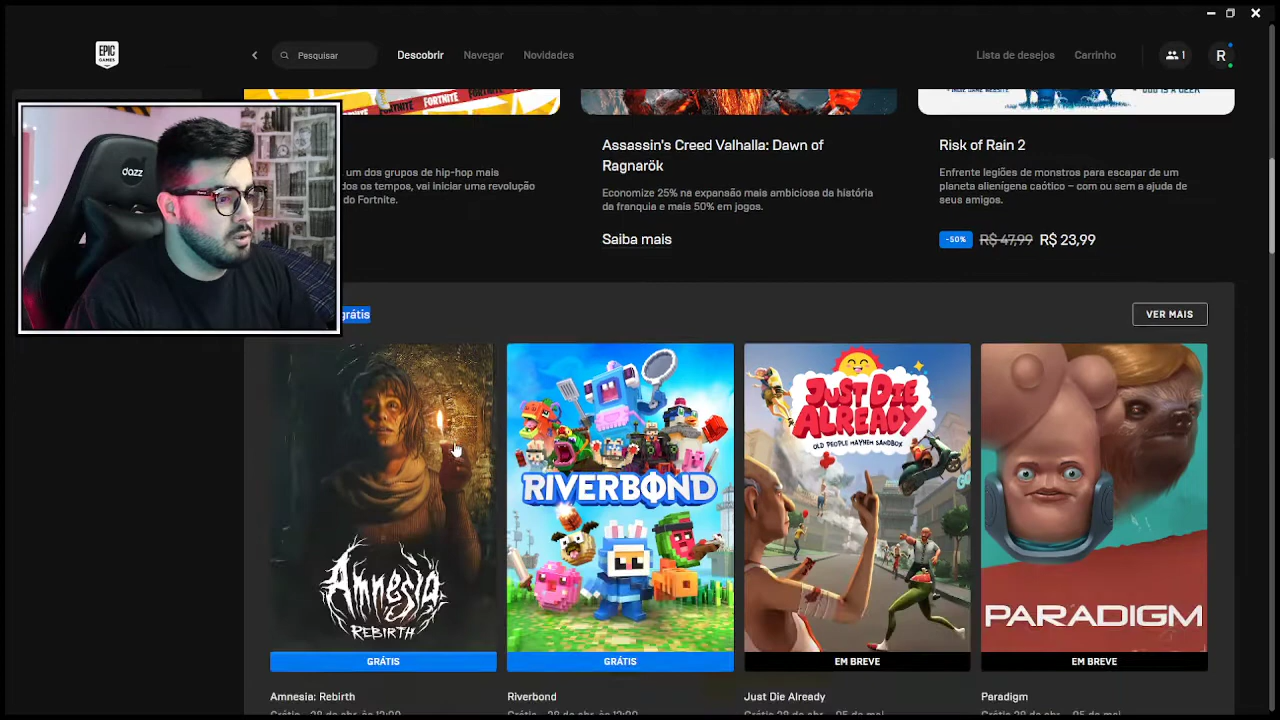 EPIC
GAMES
Pesquisar
Descobrir
Navegar
Novidades
Lista de desejos
Carrinho
1
R
FORTNITE
FORTNITE
dazz
um dos grupos de hip-hop mais
dos os tempos, vai iniciar uma revolução
do Fortnite.
Assassin's Creed Valhalla: Dawn of
Ragnarök
Economize 25% na expansão mais ambiciosa da história
da franquia e mais 50% em jogos.
Saiba mais
Risk of Rain 2
Enfrente legiões de monstros para escapar de um
planeta alienígena caótico – com ou sem a ajuda de
seus amigos.
-50% R$ 47,99 R$ 23,99
grátis
VER MAIS
Amnesia
REBIRTH
GRÁTIS
Amnesia: Rebirth
RIVERBOND
GRÁTIS
Riverbond
JUST DIE
ALREADY
OLD PEOPLE MAYHEM SANDBOX
EM BREVE
Just Die Already
PARADIGM
EM BREVE
Paradigm